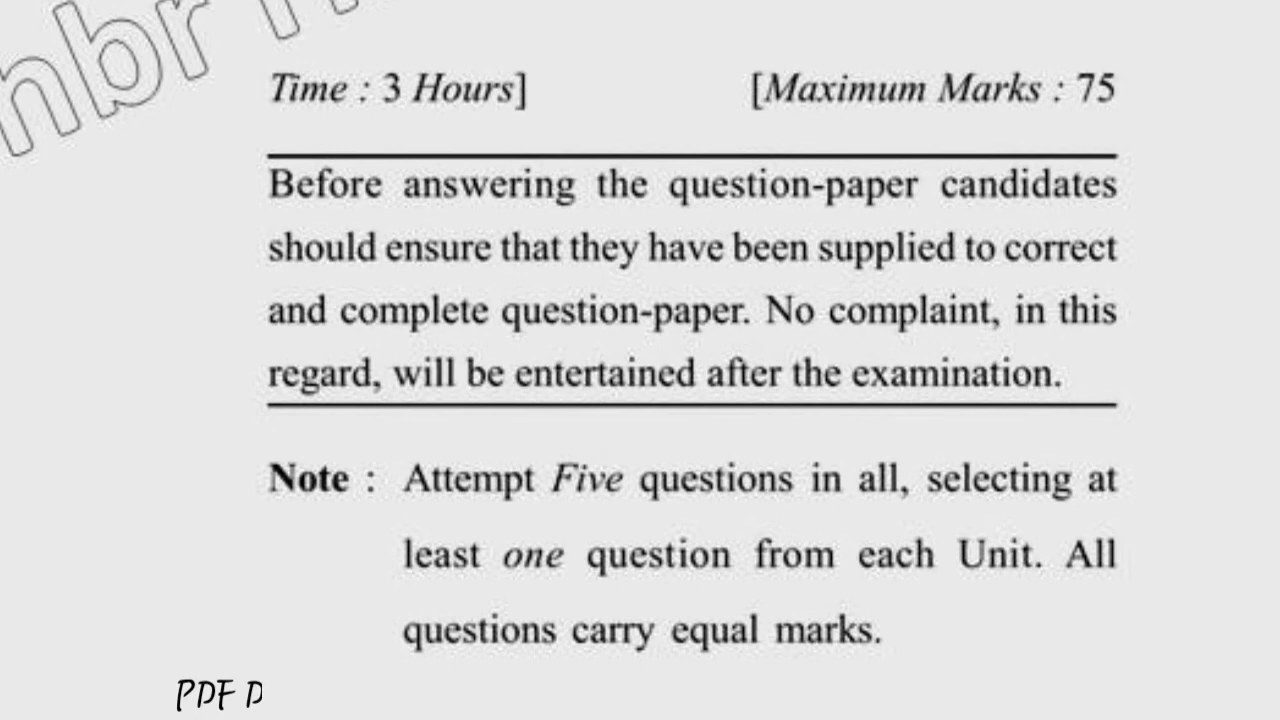 Time : 3 Hours] [Maximum Marks : 75
Before answering the question-paper candidates
should ensure that they have been supplied to correct
and complete question-paper. No complaint, in this
regard, will be entertained after the examination.
Note : Attempt Five questions in all, selecting at
least one question from each Unit. All
questions carry equal marks.
PDF D